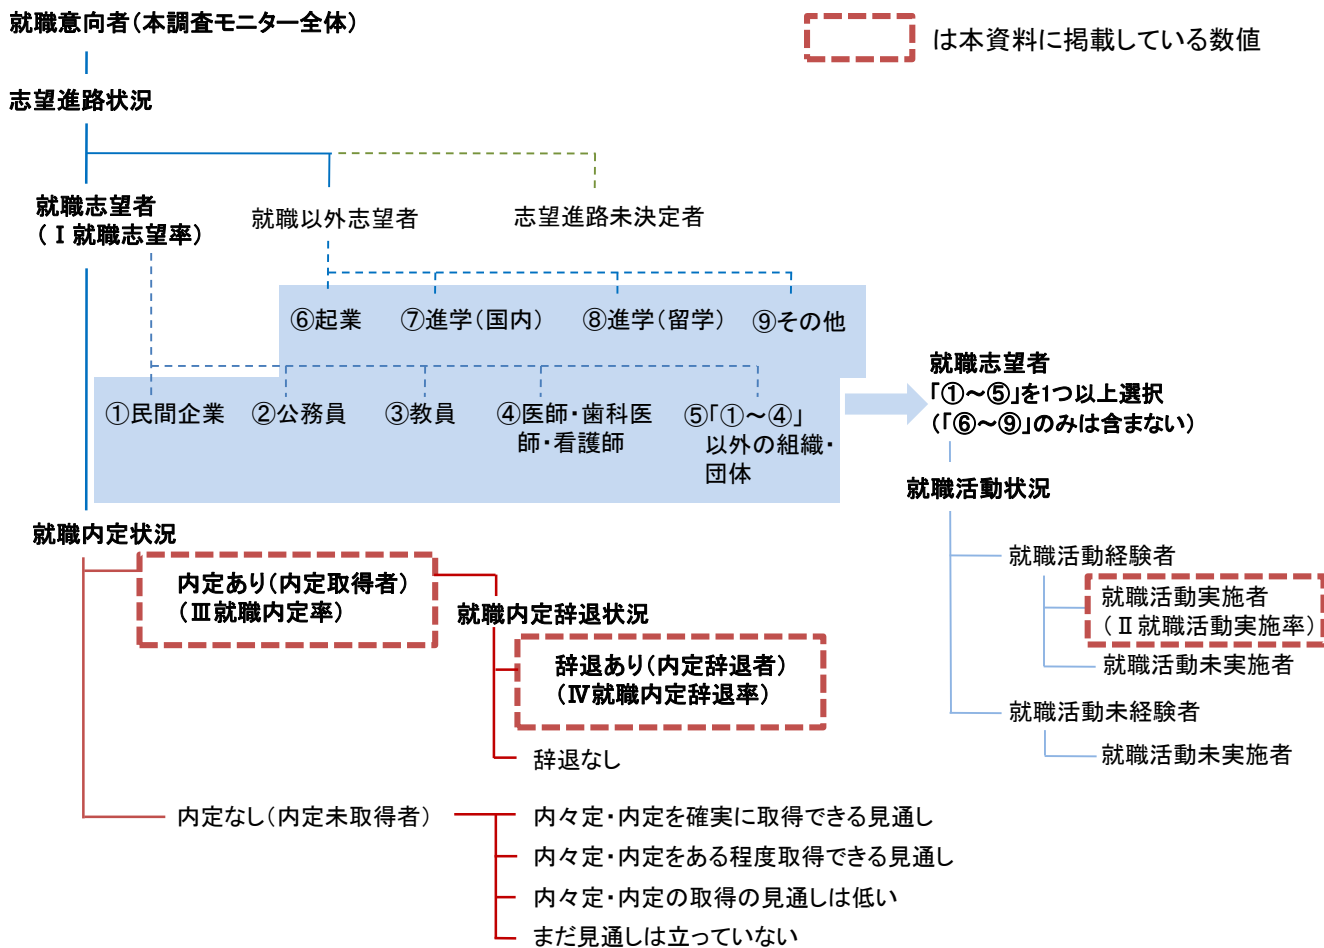 就職意向者(本調査モニター全体)
は本資料に掲載している数値
志望進路状況
就職志望者
(Ⅰ就職志望率)
就職以外志望者
志望進路未決定者
⑥起業
⑦進学(国内)
⑧進学(留学)
⑨その他
①民間企業
②公務員
③教員
④医師・歯科医
師・看護師
⑤「①~④」
以外の組織・
団体
就職志望者
「①~⑤」を1つ以上選択
(「⑥~⑨」のみは含まない)
就職活動状況
就職活動経験者
就職活動実施者
(Ⅱ就職活動実施率)
就職活動未実施者
就職活動未経験者
就職活動未実施者
就職内定状況
内定あり(内定取得者)
(Ⅲ就職内定率)
就職内定辞退状況
辞退あり(内定辞退者)
(Ⅳ就職内定辞退率)
辞退なし
内定なし(内定未取得者)
内々定・内定を確実に取得できる見通し
内々定・内定をある程度取得できる見通し
内々定・内定の取得の見通しは低い
まだ見通しは立っていない